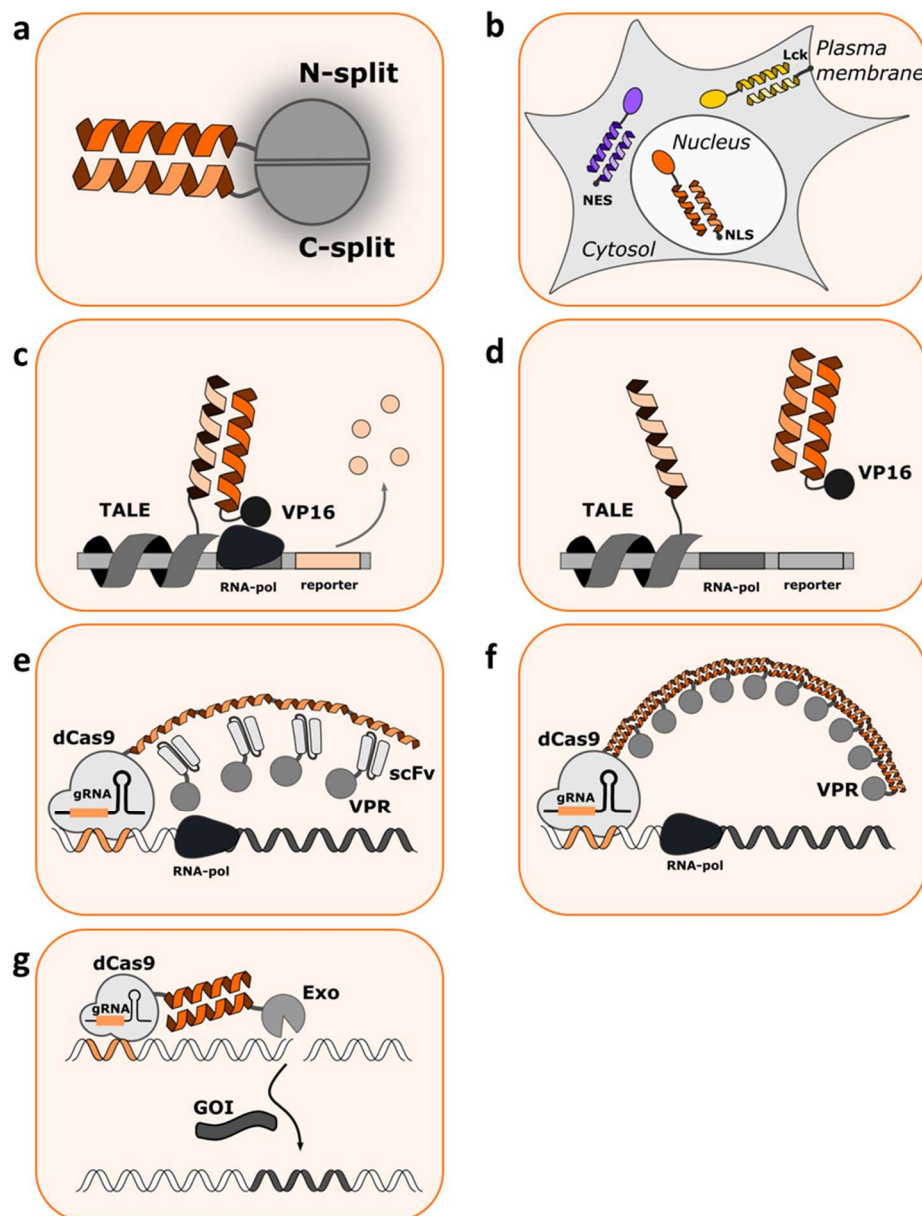 a
N-split
C-split
b
Lck
Plasma
membrane
Nucleus
NES
NLS
Cytosol
c
TALE
VP16
RNA-pol
reporter
d
TALE
VP16
RNA-pol
reporter
e
dCas9
gRNA
scFv
VPR
RNA-pol
f
dCas9
gRNA
VPR
RNA-pol
g
dCas9
gRNA
Exo
GOI